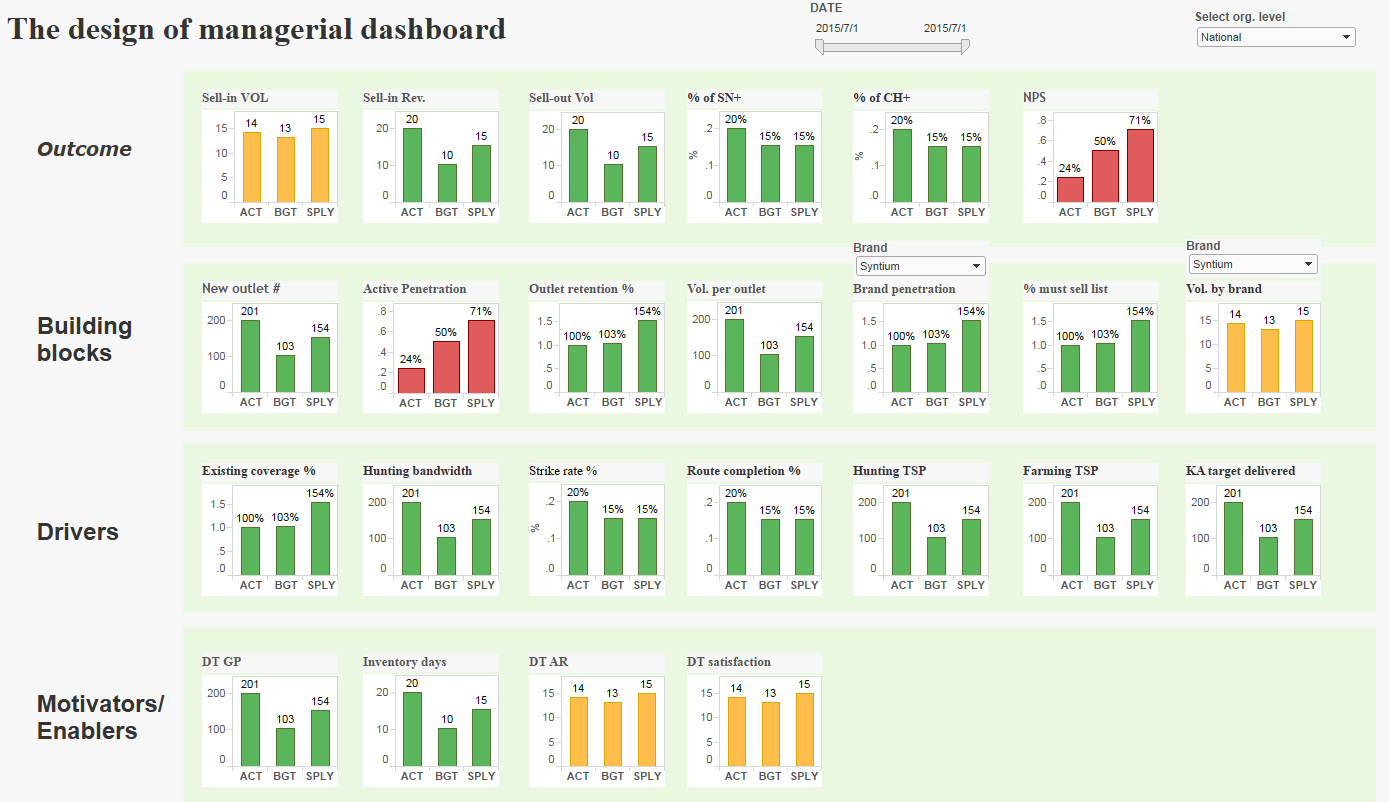 The design of managerial dashboard
DATE
2015/7/1 2015/7/1
Select org. level
National
Outcome
Sell-in VOL
15
10
5
0
14 13 15
ACT BGT SPLY
Sell-in Rev.
20
10
0
20 10 15
ACT BGT SPLY
Sell-out Vol
20
10
0
20 10 15
ACT BGT SPLY
% of SN+
%
.2
.1
.0
20% 15% 15%
ACT BGT SPLY
% of CH+
%
.2
.1
.0
20% 15% 15%
ACT BGT SPLY
NPS
.8
.6
.4
.2
.0
24% 50% 71%
ACT BGT SPLY
Building
blocks
New outlet #
200
100
0
201 103 154
ACT BGT SPLY
Active Penetration
.8
.6
.4
.2
.0
24% 50% 71%
ACT BGT SPLY
Outlet retention %
1.5
1.0
.5
.0
100% 103% 154%
ACT BGT SPLY
Vol. per outlet
200
100
0
201 103 154
ACT BGT SPLY
Brand
Syntium
Brand penetration
1.5
1.0
.5
.0
100% 103% 154%
ACT BGT SPLY
% must sell list
1.5
1.0
.5
.0
100% 103% 154%
ACT BGT SPLY
Brand
Syntium
Vol. by brand
15
10
5
0
14 13 15
ACT BGT SPLY
Drivers
Existing coverage %
1.5
1.0
.5
.0
100% 103% 154%
ACT BGT SPLY
Hunting bandwidth
200
100
0
201 103 154
ACT BGT SPLY
Strike rate %
%
.2
.1
.0
20% 15% 15%
ACT BGT SPLY
Route completion %
.2
.1
.0
20% 15% 15%
ACT BGT SPLY
Hunting TSP
200
100
0
201 103 154
ACT BGT SPLY
Farming TSP
200
100
0
201 103 154
ACT BGT SPLY
KA target delivered
200
100
0
201 103 154
ACT BGT SPLY
Motivators/
Enablers
DT GP
200
100
0
201 103 154
ACT BGT SPLY
Inventory days
20
10
0
20 10 15
ACT BGT SPLY
DT AR
15
10
5
0
14 13 15
ACT BGT SPLY
DT satisfaction
15
10
5
0
14 13 15
ACT BGT SPLY